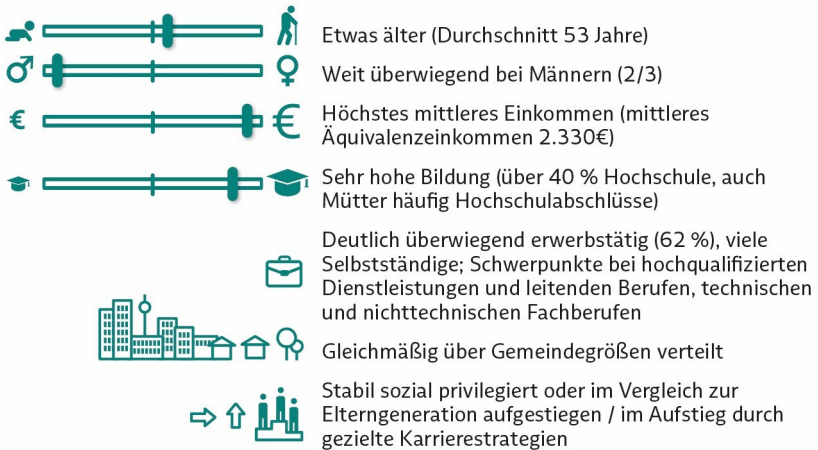 Etwas älter (Durchschnitt 53 Jahre)
Weit überwiegend bei Männern (2/3)
Höchstes mittleres Einkommen (mittleres
Äquivalenzeinkommen 2.330€)
Sehr hohe Bildung (über 40 % Hochschule, auch
Mütter häufig Hochschulabschlüsse)
Deutlich überwiegend erwerbstätig (62 %), viele
Selbstständige; Schwerpunkte bei hochqualifizierten
Dienstleistungen und leitenden Berufen, technischen
und nichttechnischen Fachberufen
Gleichmäßig über Gemeindegrößen verteilt
Stabil sozial privilegiert oder im Vergleich zur
Elterngeneration aufgestiegen / im Aufstieg durch
gezielte Karrierestrategien